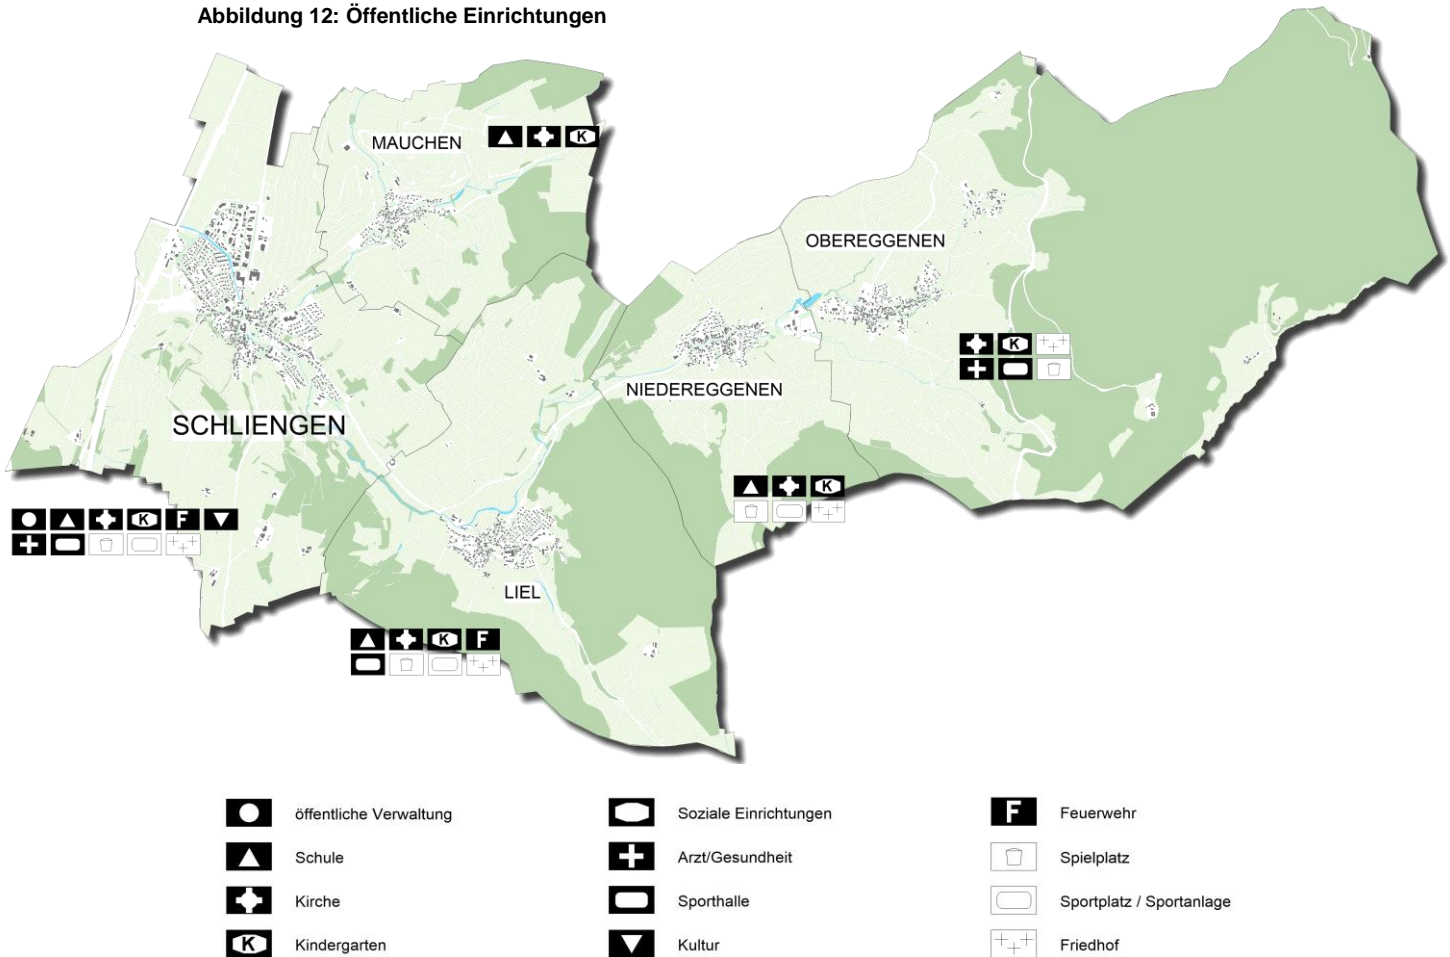 Abbildung 12: Öffentliche Einrichtungen
MAUCHEN
K
OBEREGGENEN
K
NIEDEREGGENEN
SCHLIENGEN
K
K F
LIEL
K F
öffentliche Verwaltung
Soziale Einrichtungen
F Feuerwehr
Schule
Arzt/Gesundheit
Spielplatz
Kirche
Sporthalle
Sportplatz / Sportanlage
K Kindergarten
Kultur
Friedhof